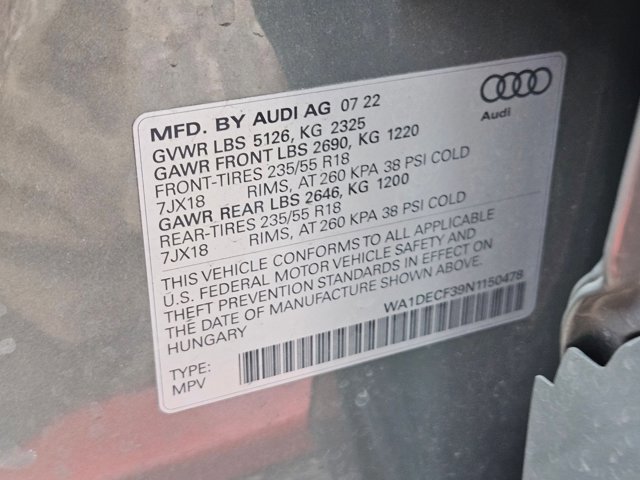 MFD. BY AUDI AG 07 22
Audi
GVWR LBS 5126, KG 2325
GAWR FRONT LBS 2690, KG 1220
FRONT-TIRES 235/55 R18
7JX18 RIMS, AT 260 KPA 38 PSI COLD
GAWR REAR LBS 2646, KG 1200
REAR-TIRES 235/55 R18
7JX18 RIMS, AT 260 KPA 38 PSI COLD
THIS VEHICLE CONFORMS TO ALL APPLICABLE
U.S. FEDERAL MOTOR VEHICLE SAFETY AND
THEFT PREVENTION STANDARDS IN EFFECT ON
THE DATE OF MANUFACTURE SHOWN ABOVE.
HUNGARY
WA1DECF39N1150478
TYPE:
MPV